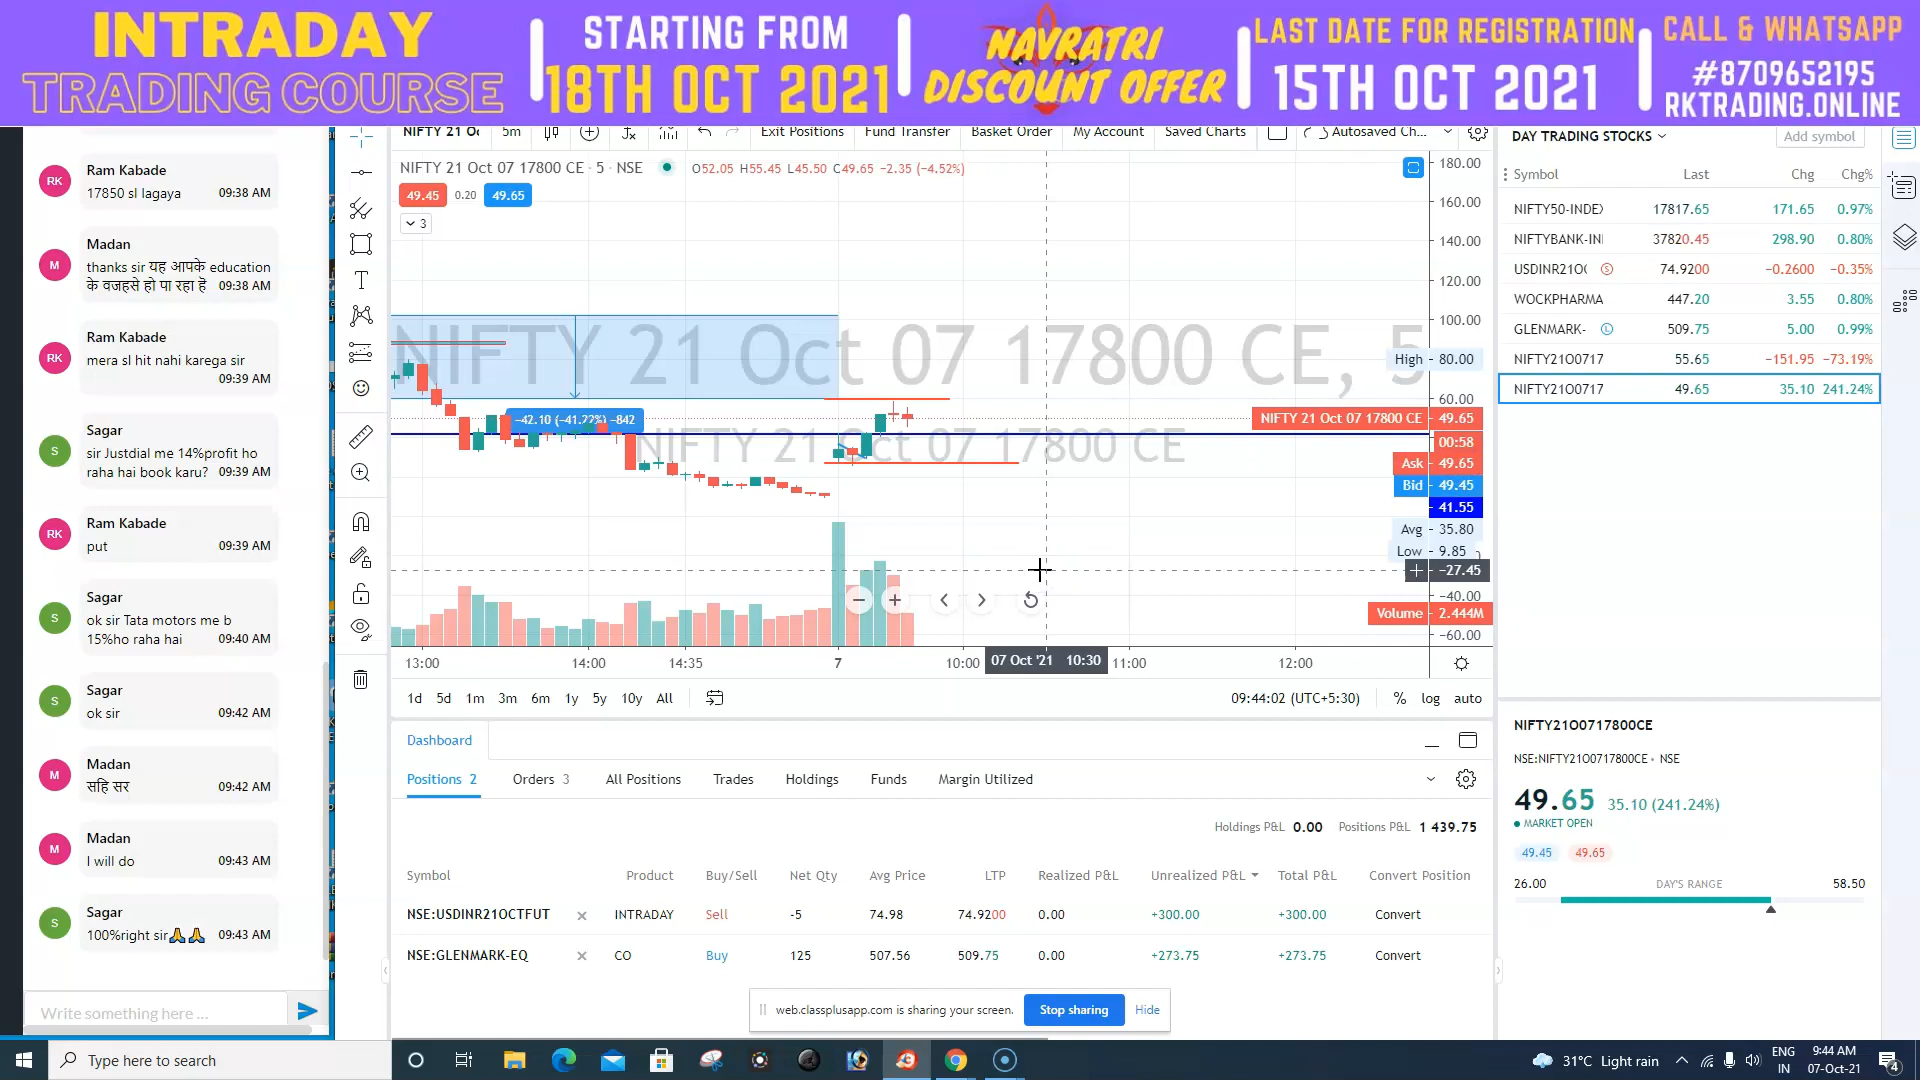 INTRADAY
TRADING COURSE
STARTING FROM
18TH OCT 2021
NAVRATRI
DISCOUNT OFFER
LAST DATE FOR REGISTRATION
15TH OCT 2021
CALL & WHATSAPP
#8709652195
RKTRADING.ONLINE
RK
Ram Kabade
17850 sl lagaya 09:38 AM
M
Madan
thanks sir यह आपके education
के वजहसे हो पा रहा हॆ 09:38 AM
RK
Ram Kabade
mera sl hit nahi karega sir
09:39 AM
S
Sagar
sir Justdial me 14%profit ho
raha hai book karu? 09:39 AM
RK
Ram Kabade
put 09:39 AM
S
Sagar
ok sir Tata motors me b
15%ho raha hai 09:40 AM
S
Sagar
ok sir 09:42 AM
M
Madan
सहि सर 09:42 AM
M
Madan
I will do 09:43 AM
S
Sagar
100%right sir🙏🙏 09:43 AM
Write something here ...
NIFTY 21 Oc 5m Exit Positions Fund Transfer Basket Order My Account Saved Charts Autosaved Ch...
NIFTY 21 Oct 07 17800 CE · 5 · NSE O52.05 H55.45 L45.50 C49.65 −2.35 (−4.52%)
49.45 0.20 49.65
3
NIFTY 21 Oct 07 17800 CE, 5
NIFTY 21 Oct 07 17800 CE
−42.10 (−41.22%) −842
180.00
160.00
140.00
120.00
100.00
High 80.00
60.00
NIFTY 21 Oct 07 17800 CE 49.65
00:58
Ask 49.65
Bid 49.45
41.55
Avg 35.80
Low 9.85
−27.45
−40.00
Volume 2.444M
−60.00
13:00 14:00 14:35 7 10:00 07 Oct '21 10:30 11:00 12:00
1d 5d 1m 3m 6m 1y 5y 10y All 09:44:02 (UTC+5:30) % log auto
Dashboard
Positions 2 Orders 3 All Positions Trades Holdings Funds Margin Utilized
Holdings P&L 0.00 Positions P&L 1 439.75
Symbol Product Buy/Sell Net Qty Avg Price LTP Realized P&L Unrealized P&L Total P&L Convert Position
NSE:USDINR21OCTFUT INTRADAY Sell -5 74.98 74.9200 0.00 +300.00 +300.00 Convert
NSE:GLENMARK-EQ CO Buy 125 507.56 509.75 0.00 +273.75 +273.75 Convert
web.classplusapp.com is sharing your screen. Stop sharing Hide
DAY TRADING STOCKS Add symbol
Symbol Last Chg Chg%
NIFTY50-INDEX 17817.65 171.65 0.97%
NIFTYBANK-IN 37820.45 298.90 0.80%
USDINR21O S 74.9200 −0.2600 −0.35%
WOCKPHARMA 447.20 3.55 0.80%
GLENMARK- L 509.75 5.00 0.99%
NIFTY21O0717 55.65 −151.95 −73.19%
NIFTY21O0717 49.65 35.10 241.24%
NIFTY21O0717800CE
NSE:NIFTY21O0717800CE • NSE
49.65 35.10 (241.24%)
MARKET OPEN
49.45 49.65
26.00 DAY'S RANGE 58.50
Type here to search
31°C Light rain
ENG
IN
9:44 AM
07-Oct-21
4